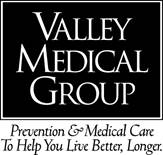 VALLEY
MEDICAL
GROUP
Prevention & Medical Care
To Help You Live Better, Longer.